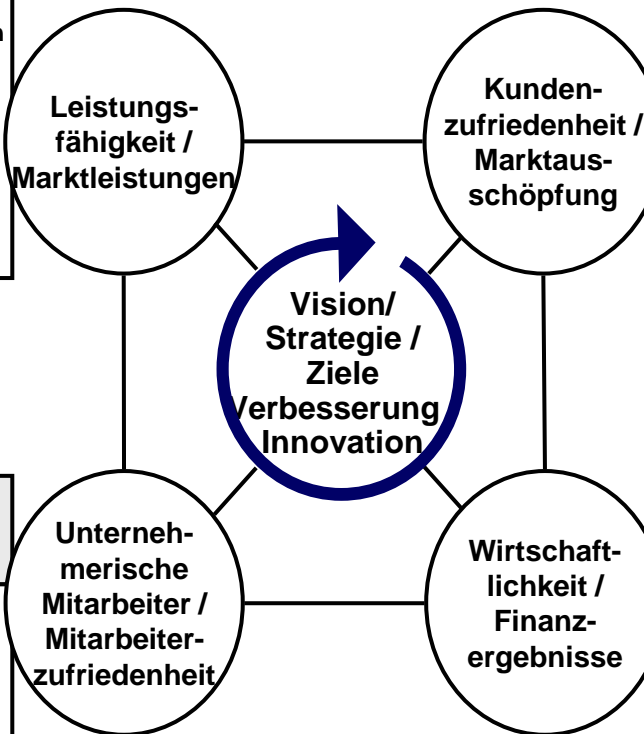 Leistungs-
fähigkeit /
Marktleistungen
Kunden-
zufriedenheit /
Marktaus-
schöpfung
Vision/
Strategie /
Ziele
Verbesserung
Innovation
Unterneh-
merische
Mitarbeiter /
Mitarbeiter-
zufriedenheit
Wirtschaft-
lichkeit /
Finanz-
ergebnisse